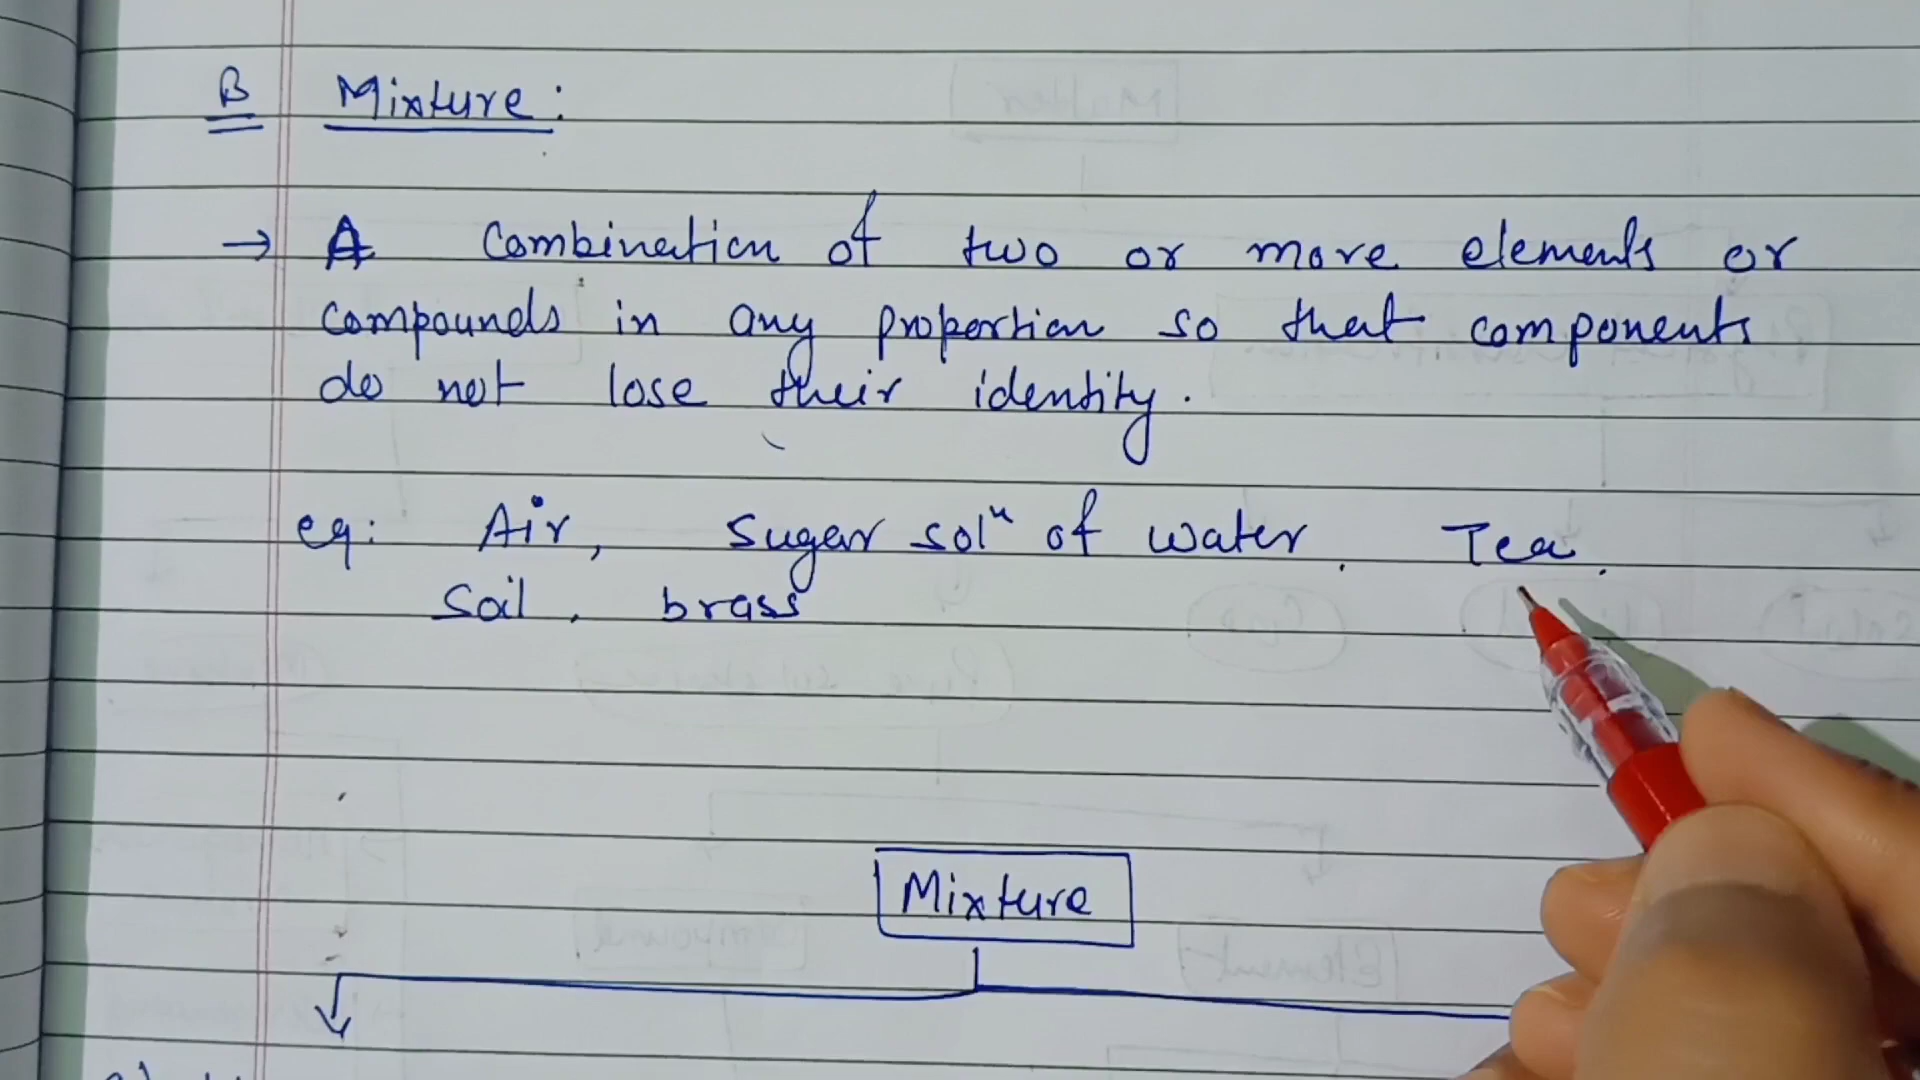 B Mixture:
→ A Combination of two or more elements or
compounds in any proportion so that components
do not lose their identity.
eg: Air, Sugar solⁿ of water, Tea,
Soil, brass
Mixture